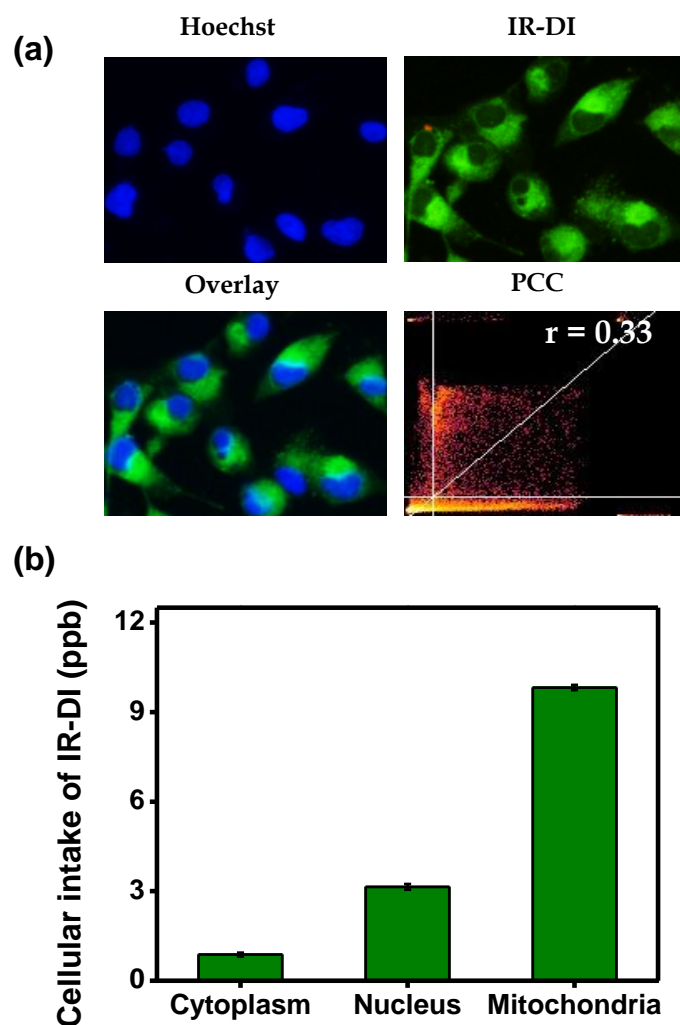 (a)
Hoechst
IR-DI
Overlay
PCC
r = 0.33
(b)
Cellular intake of IR-DI (ppb)
12
9
6
3
0
Cytoplasm
Nucleus
Mitochondria